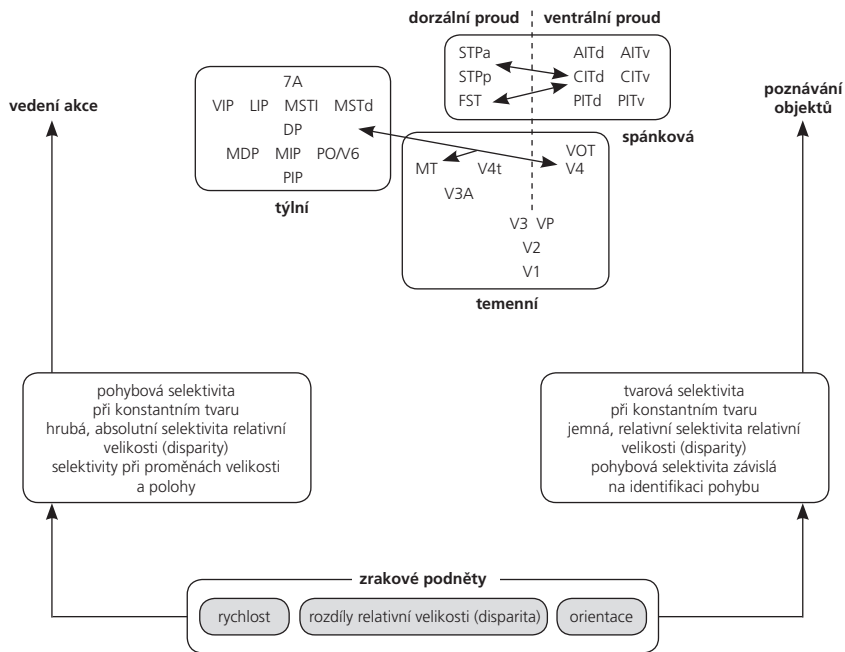 dorzální proud ventrální proud
STPa AITd AITv
STPp CITd CITv
FST PITd PITv
spánková
7A
VIP LIP MSTl MSTd
DP
MDP MIP PO/V6
PIP
týlní
VOT
MT V4t V4
V3A
V3 VP
V2
V1
temenní
vedení akce
poznávání
objektů
pohybová selektivita
při konstantním tvaru
hrubá, absolutní selektivita relativní
velikosti (disparity)
selektivity při proměnách velikosti
a polohy
tvarová selektivita
při konstantním tvaru
jemná, relativní selektivita relativní
velikosti (disparity)
pohybová selektivita závislá
na identifikaci pohybu
zrakové podněty
rychlost rozdíly relativní velikosti (disparita) orientace